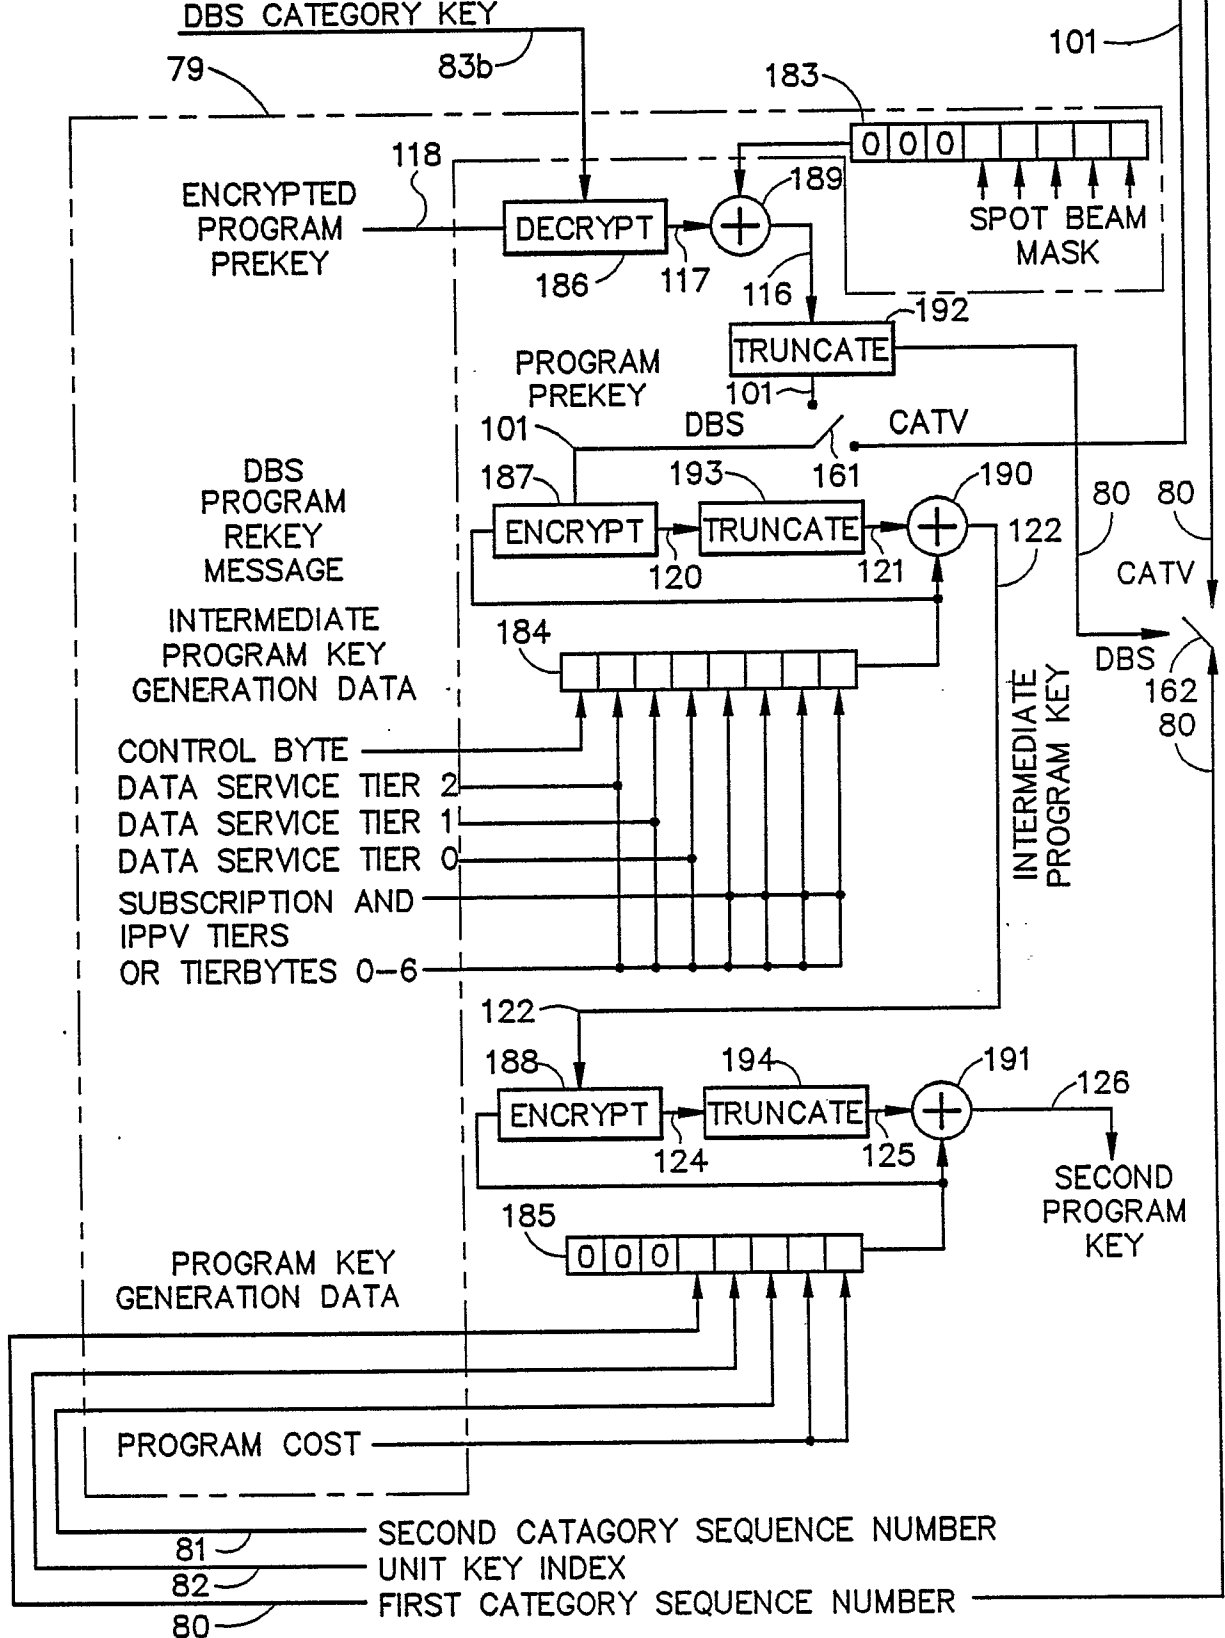 DBS CATEGORY KEY
83b
79
101
183
0 0 0
118
ENCRYPTED
PROGRAM
PREKEY
DECRYPT
186
117
189
116
SPOT BEAM
MASK
192
TRUNCATE
101
PROGRAM
PREKEY
101
DBS
CATV
161
DBS
PROGRAM
REKEY
MESSAGE
187
ENCRYPT
120
193
TRUNCATE
121
190
122
80
80
CATV
DBS
162
80
INTERMEDIATE
PROGRAM KEY
GENERATION DATA
184
INTERMEDIATE
PROGRAM KEY
CONTROL BYTE
DATA SERVICE TIER 2
DATA SERVICE TIER 1
DATA SERVICE TIER 0
SUBSCRIPTION AND
IPPV TIERS
OR TIERBYTES 0-6
122
188
ENCRYPT
124
194
TRUNCATE
125
191
126
SECOND
PROGRAM
KEY
185
0 0 0
PROGRAM KEY
GENERATION DATA
PROGRAM COST
81
SECOND CATAGORY SEQUENCE NUMBER
82
UNIT KEY INDEX
80
FIRST CATEGORY SEQUENCE NUMBER